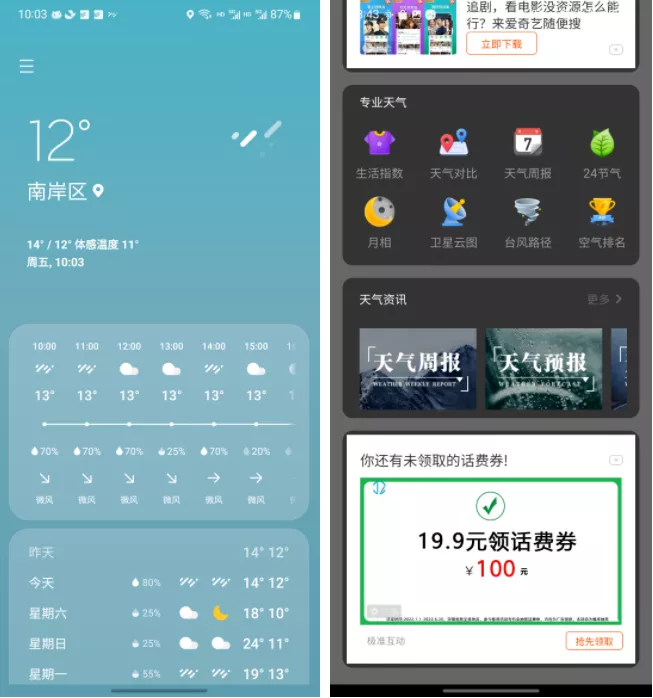 10:03
HD 5G HD 5G 87%
12°
南岸区
14° / 12° 体感温度 11°
周五, 10:03
10:00 11:00 12:00 13:00 14:00 15:00
13° 13° 13° 13° 13° 13°
70% 70% 70% 25% 70% 20%
微风 微风 微风 微风 微风 微风
昨天 14° 12°
今天 80% 14° 12°
星期六 25% 18° 10°
星期日 25% 24° 11°
星期一 55% 19° 13°
8:43
追剧，看电影没资源怎么能
行？来爱奇艺随便搜
立即下载
专业天气
7
生活指数 天气对比 天气周报 24节气
月相 卫星云图 台风路径 空气排名
天气资讯 更多 >
天气周报 天气预报
WEATHER WEEKLY REPORT WEATHER FORECAST
你还有未领取的话费券!
19.9元领话费券
¥100 元
极准互动 抢先领取